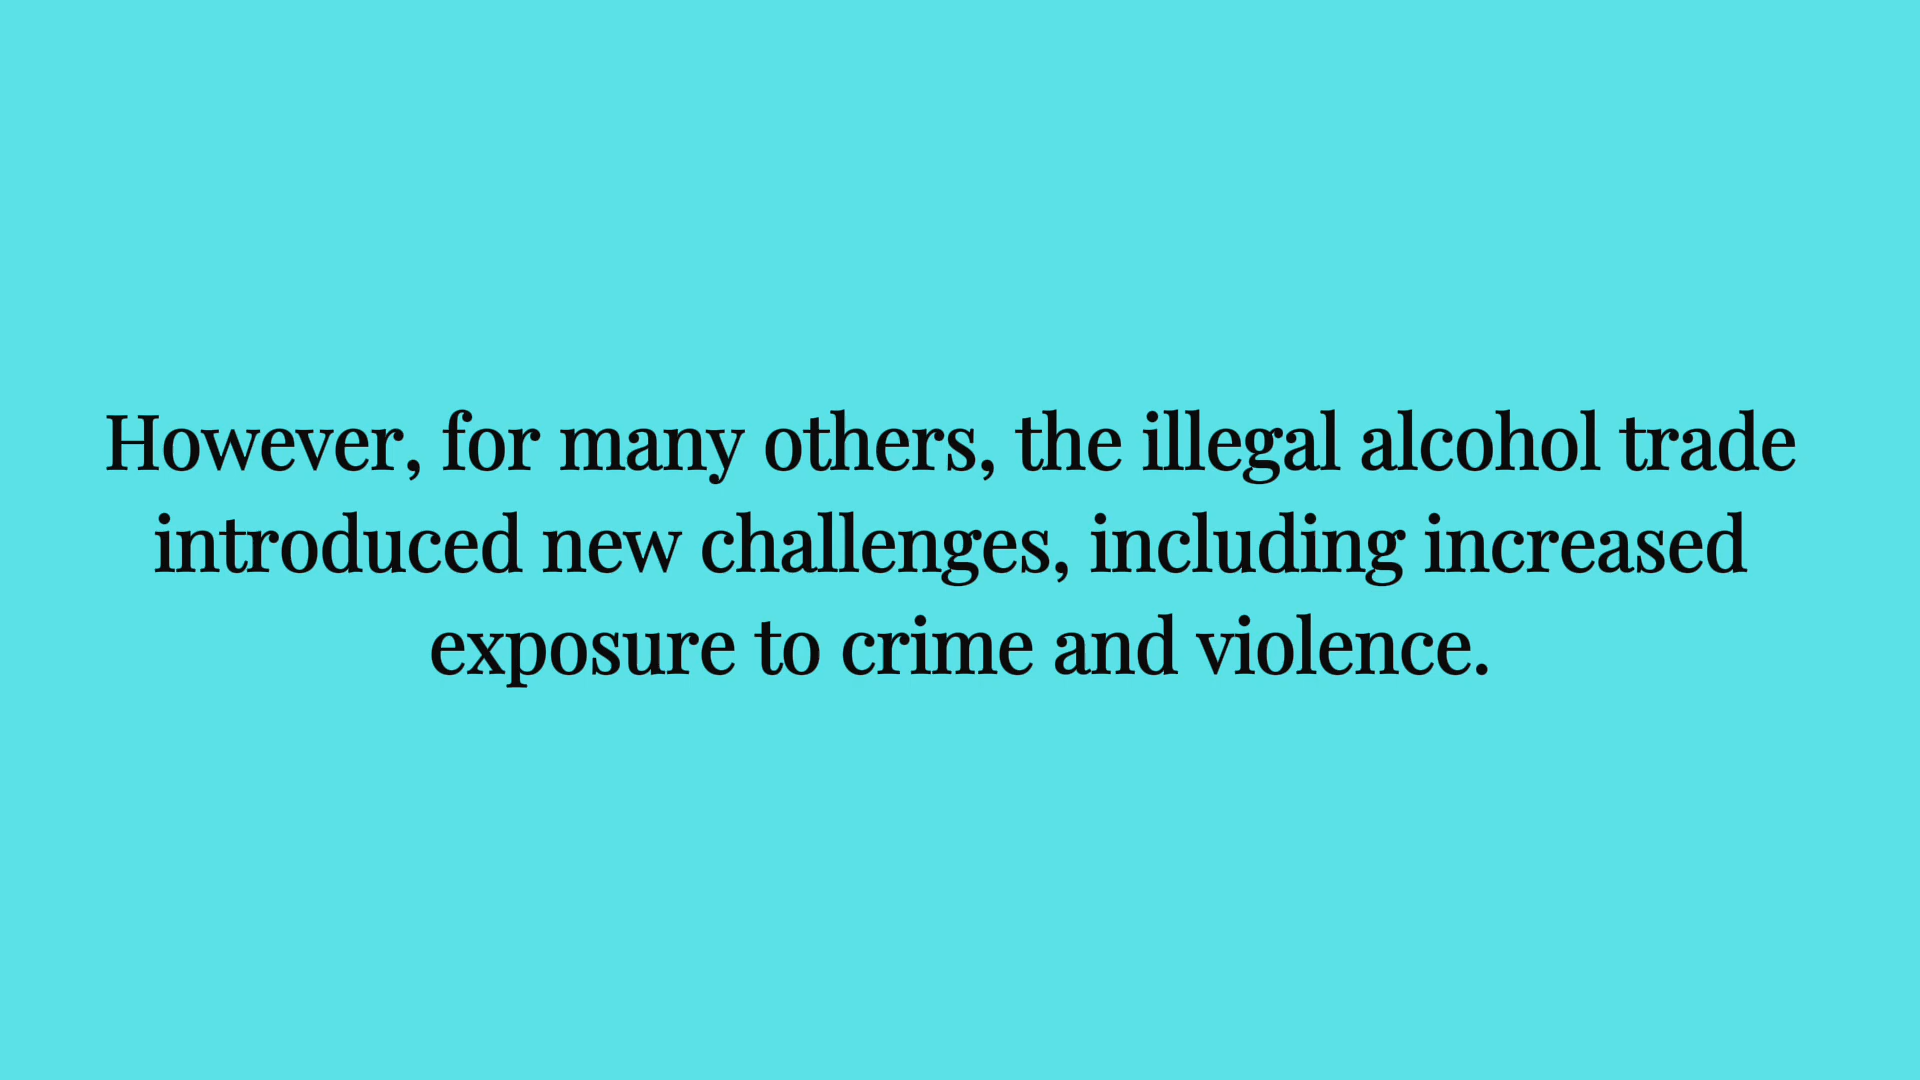 However, for many others, the illegal alcohol trade
introduced new challenges, including increased
exposure to crime and violence.